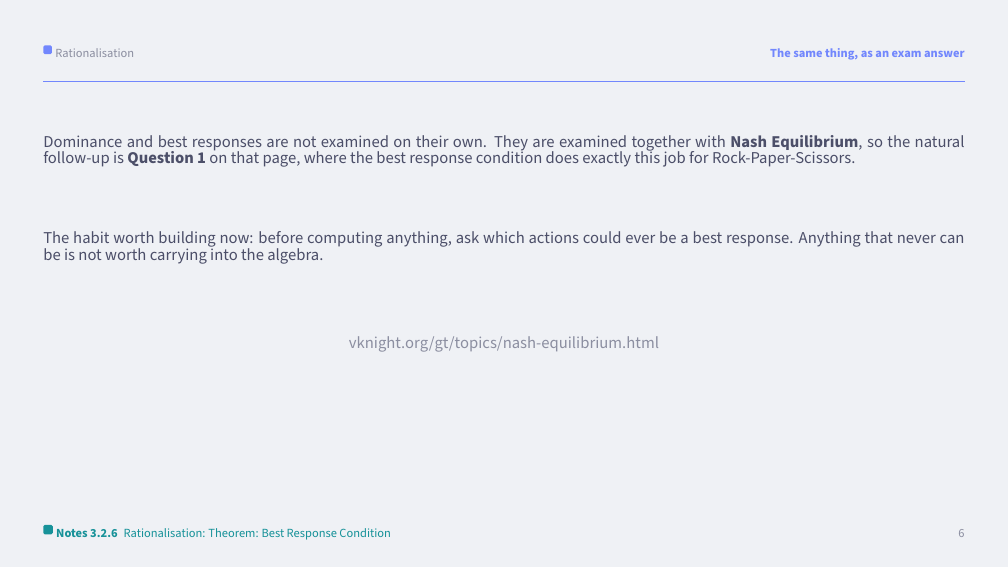 Rationalisation
The same thing, as an exam answer
Dominance and best responses are not examined on their own. They are examined together with Nash Equilibrium, so the natural
follow-up is Question 1 on that page, where the best response condition does exactly this job for Rock-Paper-Scissors.
The habit worth building now: before computing anything, ask which actions could ever be a best response. Anything that never can
be is not worth carrying into the algebra.
vknight.org/gt/topics/nash-equilibrium.html
Notes 3.2.6 Rationalisation: Theorem: Best Response Condition
6